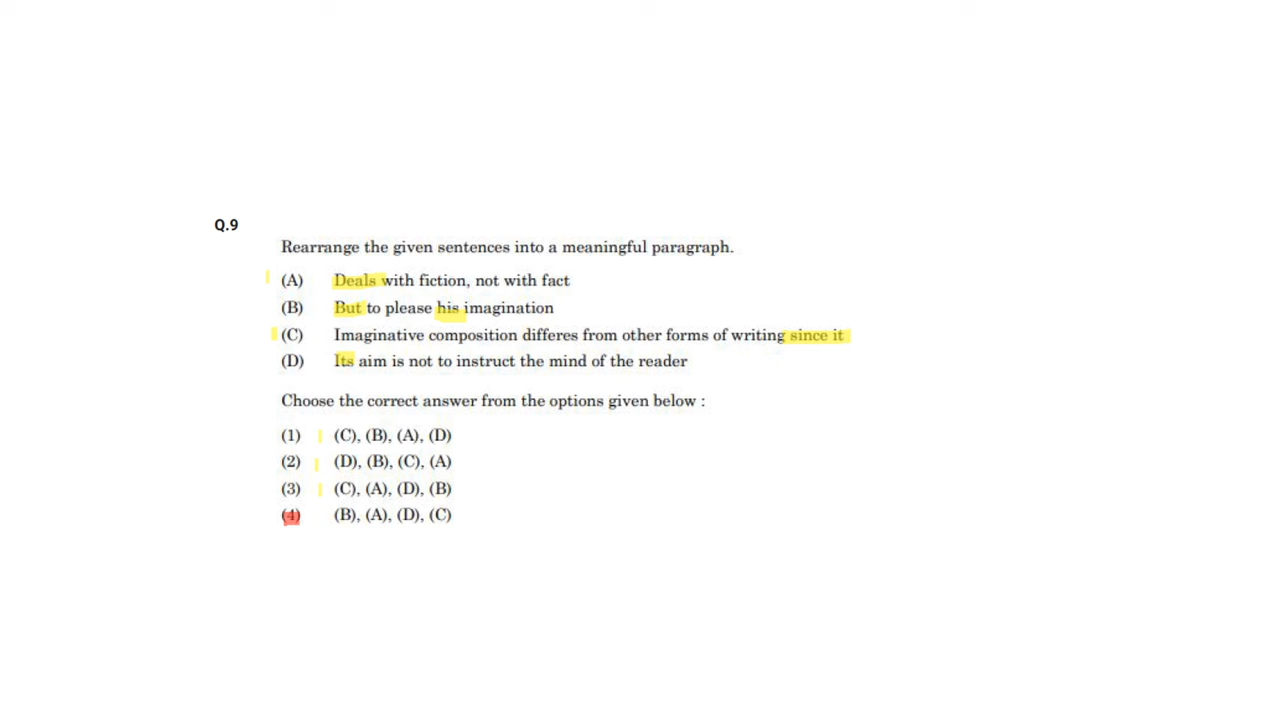 Q.9
Rearrange the given sentences into a meaningful paragraph.
(A) Deals with fiction, not with fact
(B) But to please his imagination
(C) Imaginative composition differes from other forms of writing since it
(D) Its aim is not to instruct the mind of the reader
Choose the correct answer from the options given below :
(1) (C), (B), (A), (D)
(2) (D), (B), (C), (A)
(3) (C), (A), (D), (B)
(4) (B), (A), (D), (C)